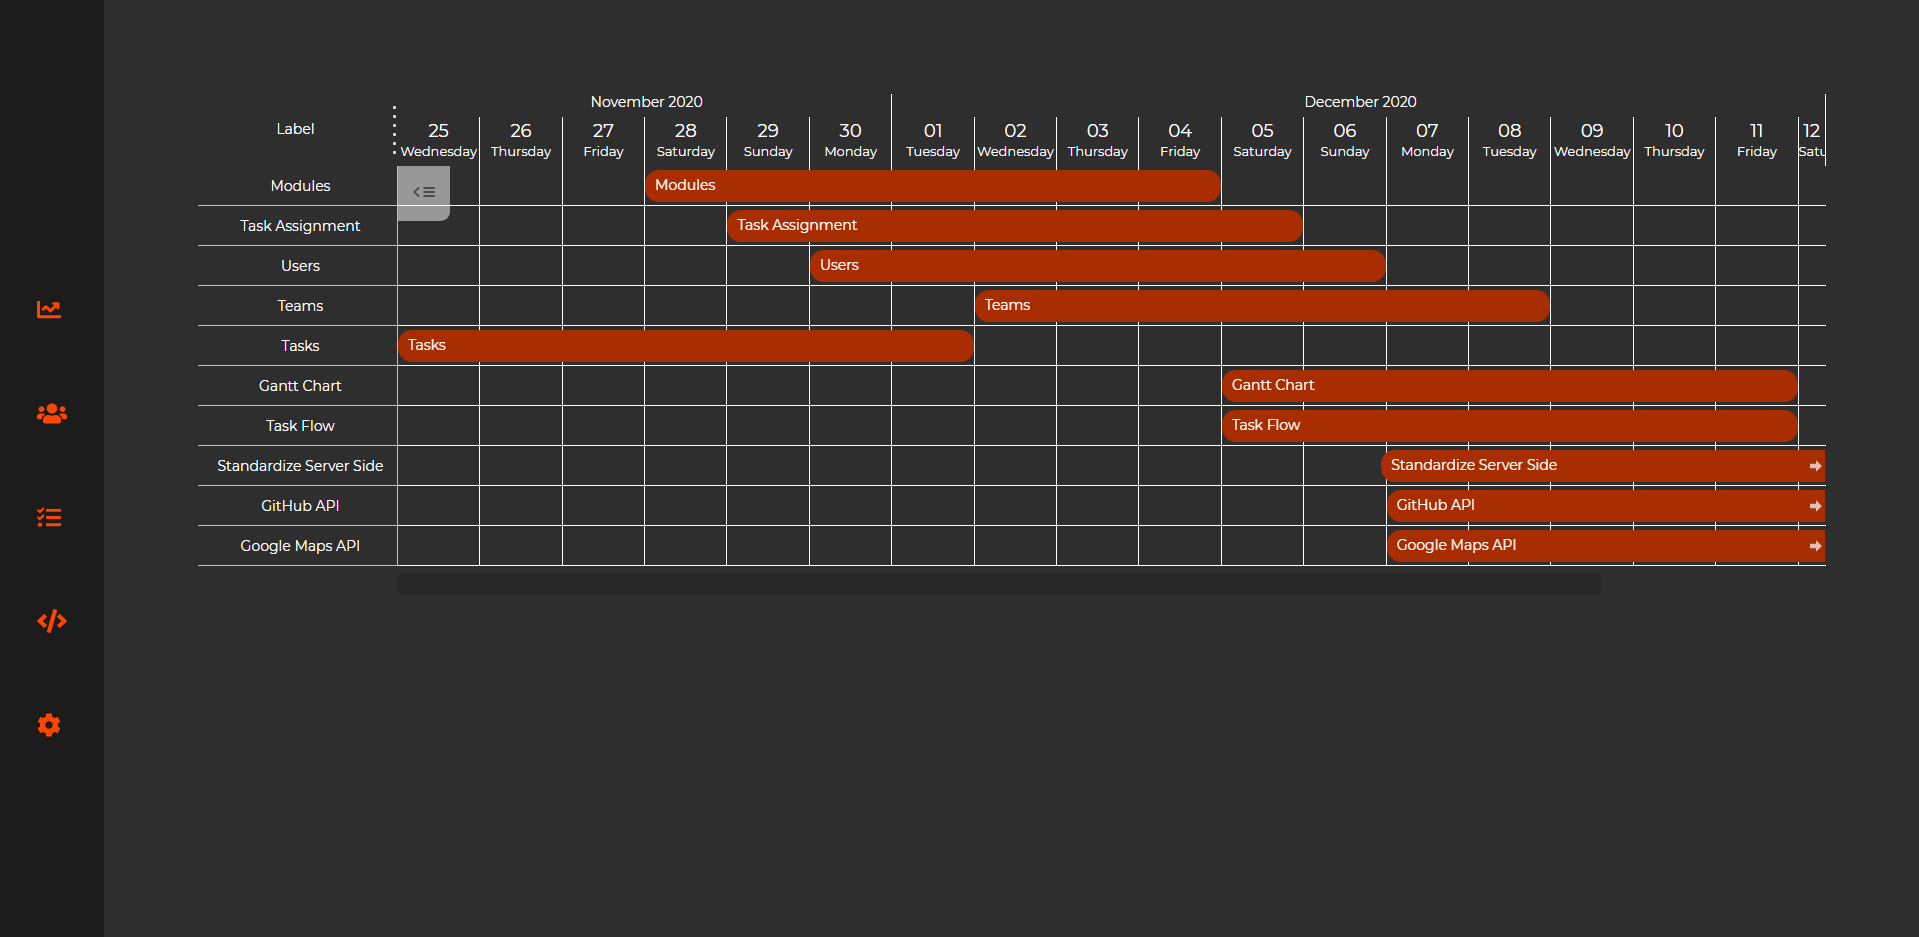 November 2020
December 2020
Label
25 26 27 28 29 30 01 02 03 04 05 06 07 08 09 10 11 12
Wednesday Thursday Friday Saturday Sunday Monday Tuesday Wednesday Thursday Friday Saturday Sunday Monday Tuesday Wednesday Thursday Friday Satu
Modules
Modules
Task Assignment
Task Assignment
Users
Users
Teams
Teams
Tasks
Tasks
Gantt Chart
Gantt Chart
Task Flow
Task Flow
Standardize Server Side
Standardize Server Side
GitHub API
GitHub API
Google Maps API
Google Maps API